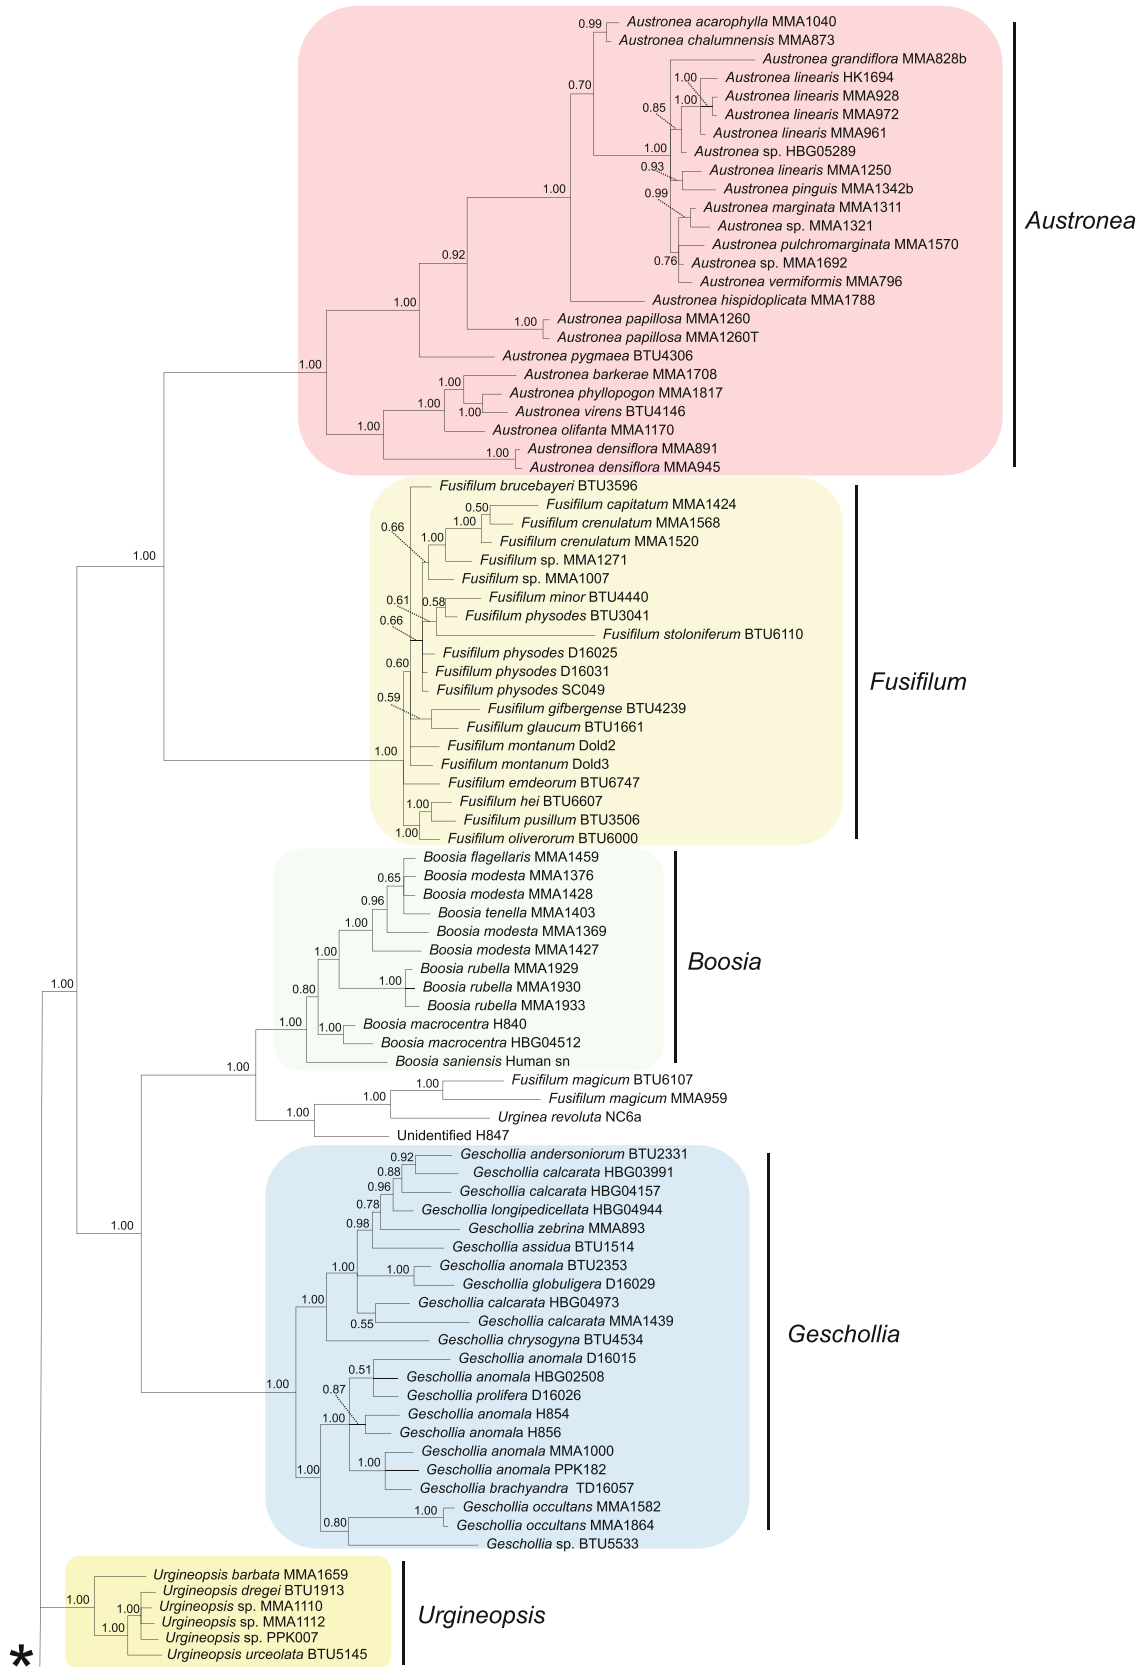 0.99
Austronea acarophylla MMA1040
Austronea chalumnensis MMA873
Austronea grandiflora MMA828b
1.00
Austronea linearis HK1694
0.70
Austronea linearis MMA928
0.85
1.00
Austronea linearis MMA972
Austronea linearis MMA961
1.00
Austronea sp. HBG05289
0.93
Austronea linearis MMA1250
Austronea pinguis MMA1342b
1.00
0.99
Austronea marginata MMA1311
Austronea sp. MMA1321
Austronea
Austronea pulchromarginata MMA1570
0.92
0.76
Austronea sp. MMA1692
Austronea vermiformis MMA796
Austronea hispidoplicata MMA1788
1.00
1.00
Austronea papillosa MMA1260
Austronea papillosa MMA1260T
Austronea pygmaea BTU4306
1.00
Austronea barkerae MMA1708
1.00
Austronea phyllopogon MMA1817
1.00
1.00
Austronea virens BTU4146
1.00
Austronea olifanta MMA1170
1.00
Austronea densiflora MMA891
Austronea densiflora MMA945
Fusifilum brucebayeri BTU3596
0.50
Fusifilum capitatum MMA1424
0.66
1.00
Fusifilum crenulatum MMA1568
1.00
Fusifilum crenulatum MMA1520
1.00
Fusifilum sp. MMA1271
Fusifilum sp. MMA1007
0.61
0.58
Fusifilum minor BTU4440
0.66
Fusifilum physodes BTU3041
Fusifilum stoloniferum BTU6110
Fusifilum physodes D16025
0.60
Fusifilum physodes D16031
Fusifilum
Fusifilum physodes SC049
0.59
Fusifilum gifbergense BTU4239
Fusifilum glaucum BTU1661
Fusifilum montanum Dold2
1.00
Fusifilum montanum Dold3
Fusifilum emdeorum BTU6747
1.00
Fusifilum hei BTU6607
Fusifilum pusillum BTU3506
1.00
Fusifilum oliverorum BTU6000
Boosia flagellaris MMA1459
0.65
Boosia modesta MMA1376
0.96
Boosia modesta MMA1428
Boosia tenella MMA1403
1.00
Boosia modesta MMA1369
1.00
Boosia modesta MMA1427
Boosia
Boosia rubella MMA1929
1.00
1.00
Boosia rubella MMA1930
0.80
Boosia rubella MMA1933
1.00
1.00
Boosia macrocentra H840
Boosia macrocentra HBG04512
1.00
Boosia saniensis Human sn
1.00
Fusifilum magicum BTU6107
1.00
Fusifilum magicum MMA959
1.00
Urginea revoluta NC6a
Unidentified H847
0.92
Geschollia andersoniorum BTU2331
0.88
Geschollia calcarata HBG03991
0.96
Geschollia calcarata HBG04157
0.78
Geschollia longipedicellata HBG04944
1.00
0.98
Geschollia zebrina MMA893
Geschollia assidua BTU1514
1.00
1.00
Geschollia anomala BTU2353
Geschollia globuligera D16029
1.00
Geschollia calcarata HBG04973
0.55
Geschollia calcarata MMA1439
Geschollia
Geschollia chrysogyna BTU4534
Geschollia anomala D16015
0.51
1.00
0.87
Geschollia anomala HBG02508
Geschollia prolifera D16026
1.00
Geschollia anomala H854
Geschollia anomala H856
Geschollia anomala MMA1000
1.00
1.00
Geschollia anomala PPK182
Geschollia brachyandra TD16057
1.00
Geschollia occultans MMA1582
0.80
Geschollia occultans MMA1864
Geschollia sp. BTU5533
Urgineopsis barbata MMA1659
Urgineopsis dregei BTU1913
1.00
1.00
Urgineopsis sp. MMA1110
Urgineopsis
Urgineopsis sp. MMA1112
1.00
Urgineopsis sp. PPK007
Urgineopsis urceolata BTU5145
*